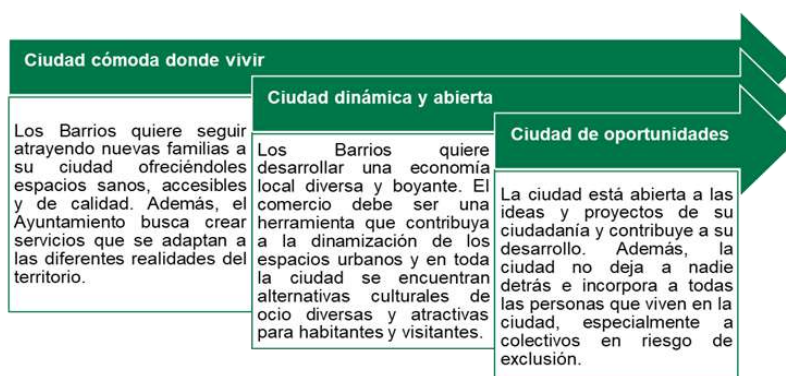 Ciudad cómoda donde vivir
Los Barrios quiere seguir
atrayendo nuevas familias a
su ciudad ofreciéndoles
espacios sanos, accesibles
y de calidad. Además, el
Ayuntamiento busca crear
servicios que se adaptan a
las diferentes realidades del
territorio.
Ciudad dinámica y abierta
Los Barrios quiere
desarrollar una economía
local diversa y boyante. El
comercio debe ser una
herramienta que contribuya
a la dinamización de los
espacios urbanos y en toda
la ciudad se encuentran
alternativas culturales de
ocio diversas y atractivas
para habitantes y visitantes.
Ciudad de oportunidades
La ciudad está abierta a las
ideas y proyectos de su
ciudadanía y contribuye a su
desarrollo. Además, la
ciudad no deja a nadie
detrás e incorpora a todas
las personas que viven en la
ciudad, especialmente a
colectivos en riesgo de
exclusión.